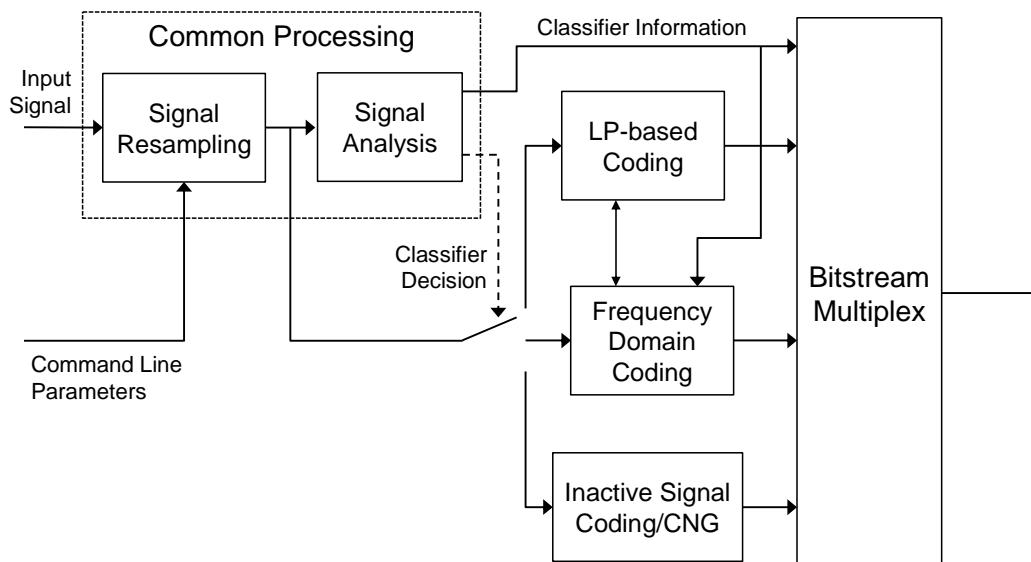 Common Processing
Classifier Information
Input
Signal
Signal
Resampling
Signal
Analysis
LP-based
Coding
Classifier
Decision
Bitstream
Multiplex
Frequency
Domain
Coding
Command Line
Parameters
Inactive Signal
Coding/CNG